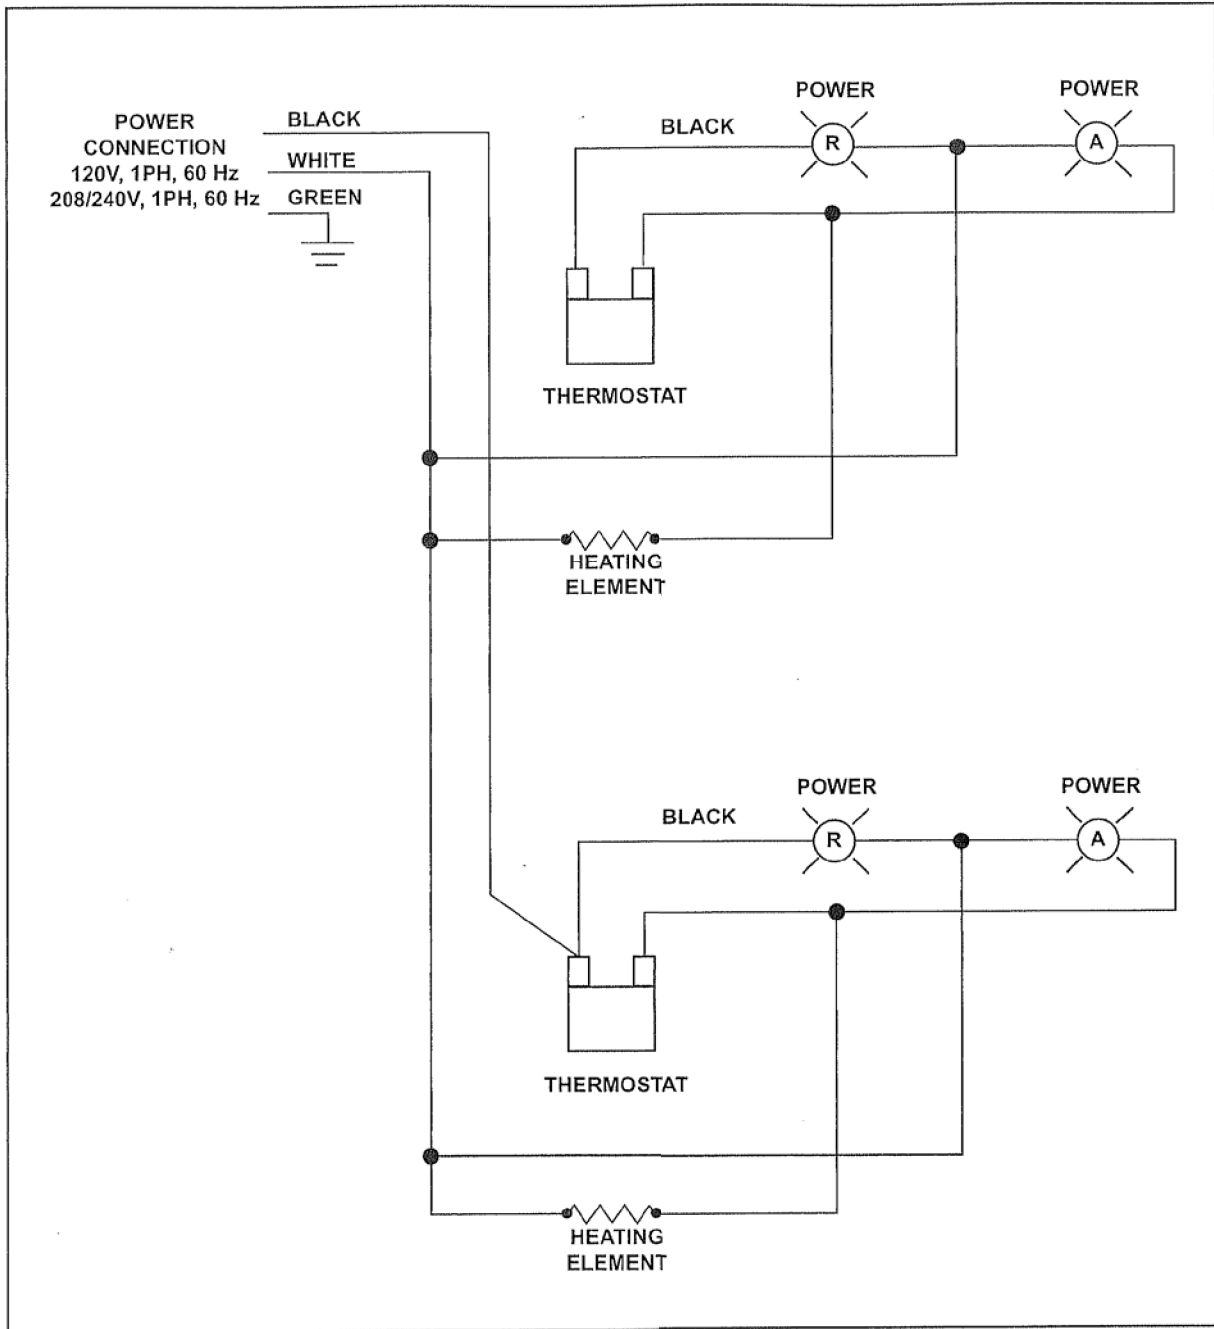 POWER
CONNECTION
120V, 1PH, 60 Hz
208/240V, 1PH, 60 Hz
BLACK
WHITE
GREEN
BLACK
POWER
R
POWER
A
THERMOSTAT
HEATING
ELEMENT
BLACK
POWER
R
POWER
A
THERMOSTAT
HEATING
ELEMENT